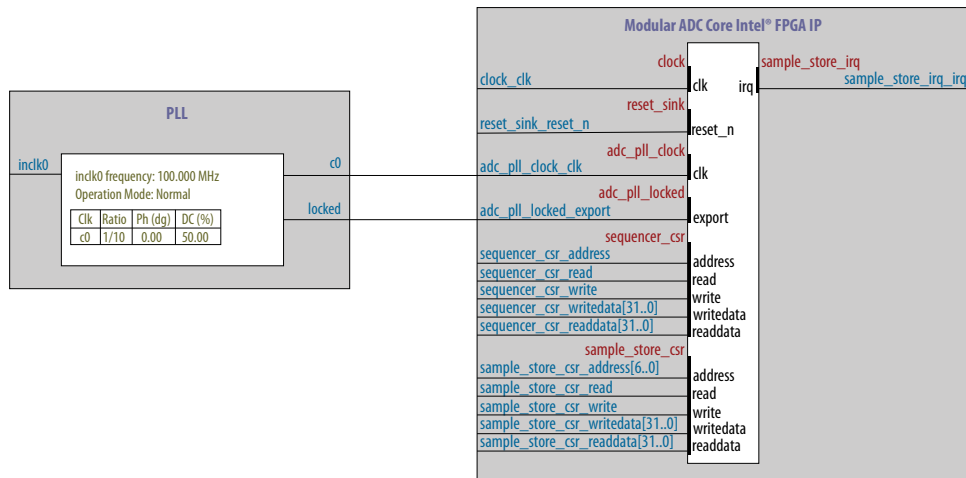 Modular ADC Core Intel® FPGA IP
clock
sample_store_irq
clock_clk
clk
irq
sample_store_irq_irq
reset_sink
reset_sink_reset_n
reset_n
adc_pll_clock
adc_pll_clock_clk
clk
adc_pll_locked
adc_pll_locked_export
export
sequencer_csr
sequencer_csr_address
address
sequencer_csr_read
read
sequencer_csr_write
write
sequencer_csr_writedata[31..0]
writedata
sequencer_csr_readdata[31..0]
readdata
sample_store_csr
sample_store_csr_address[6..0]
address
sample_store_csr_read
read
sample_store_csr_write
write
sample_store_csr_writedata[31..0]
writedata
sample_store_csr_readdata[31..0]
readdata
PLL
inclk0
c0
locked
inclk0 frequency: 100.000 MHz
Operation Mode: Normal
Clk Ratio Ph (dg) DC (%)
c0 1/10 0.00 50.00